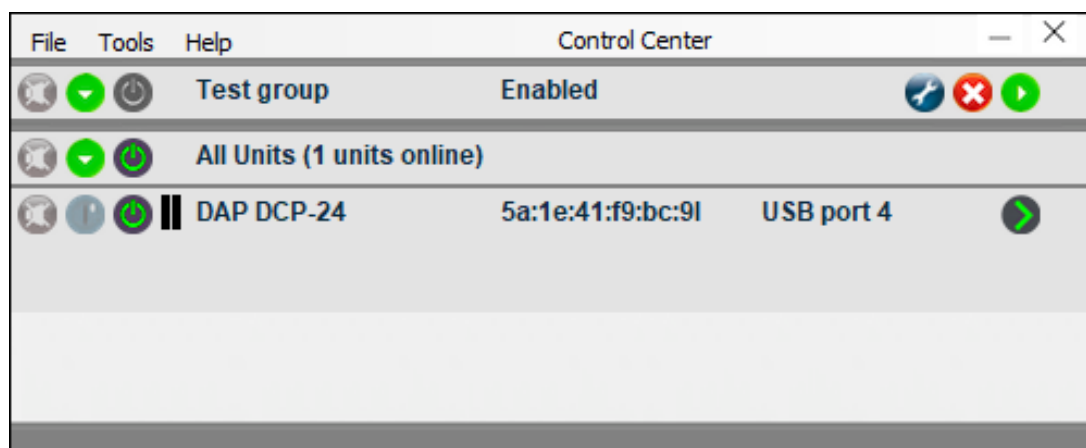 File Tools Help Control Center
Test group Enabled
All Units (1 units online)
DAP DCP-24 5a:1e:41:f9:bc:9l USB port 4